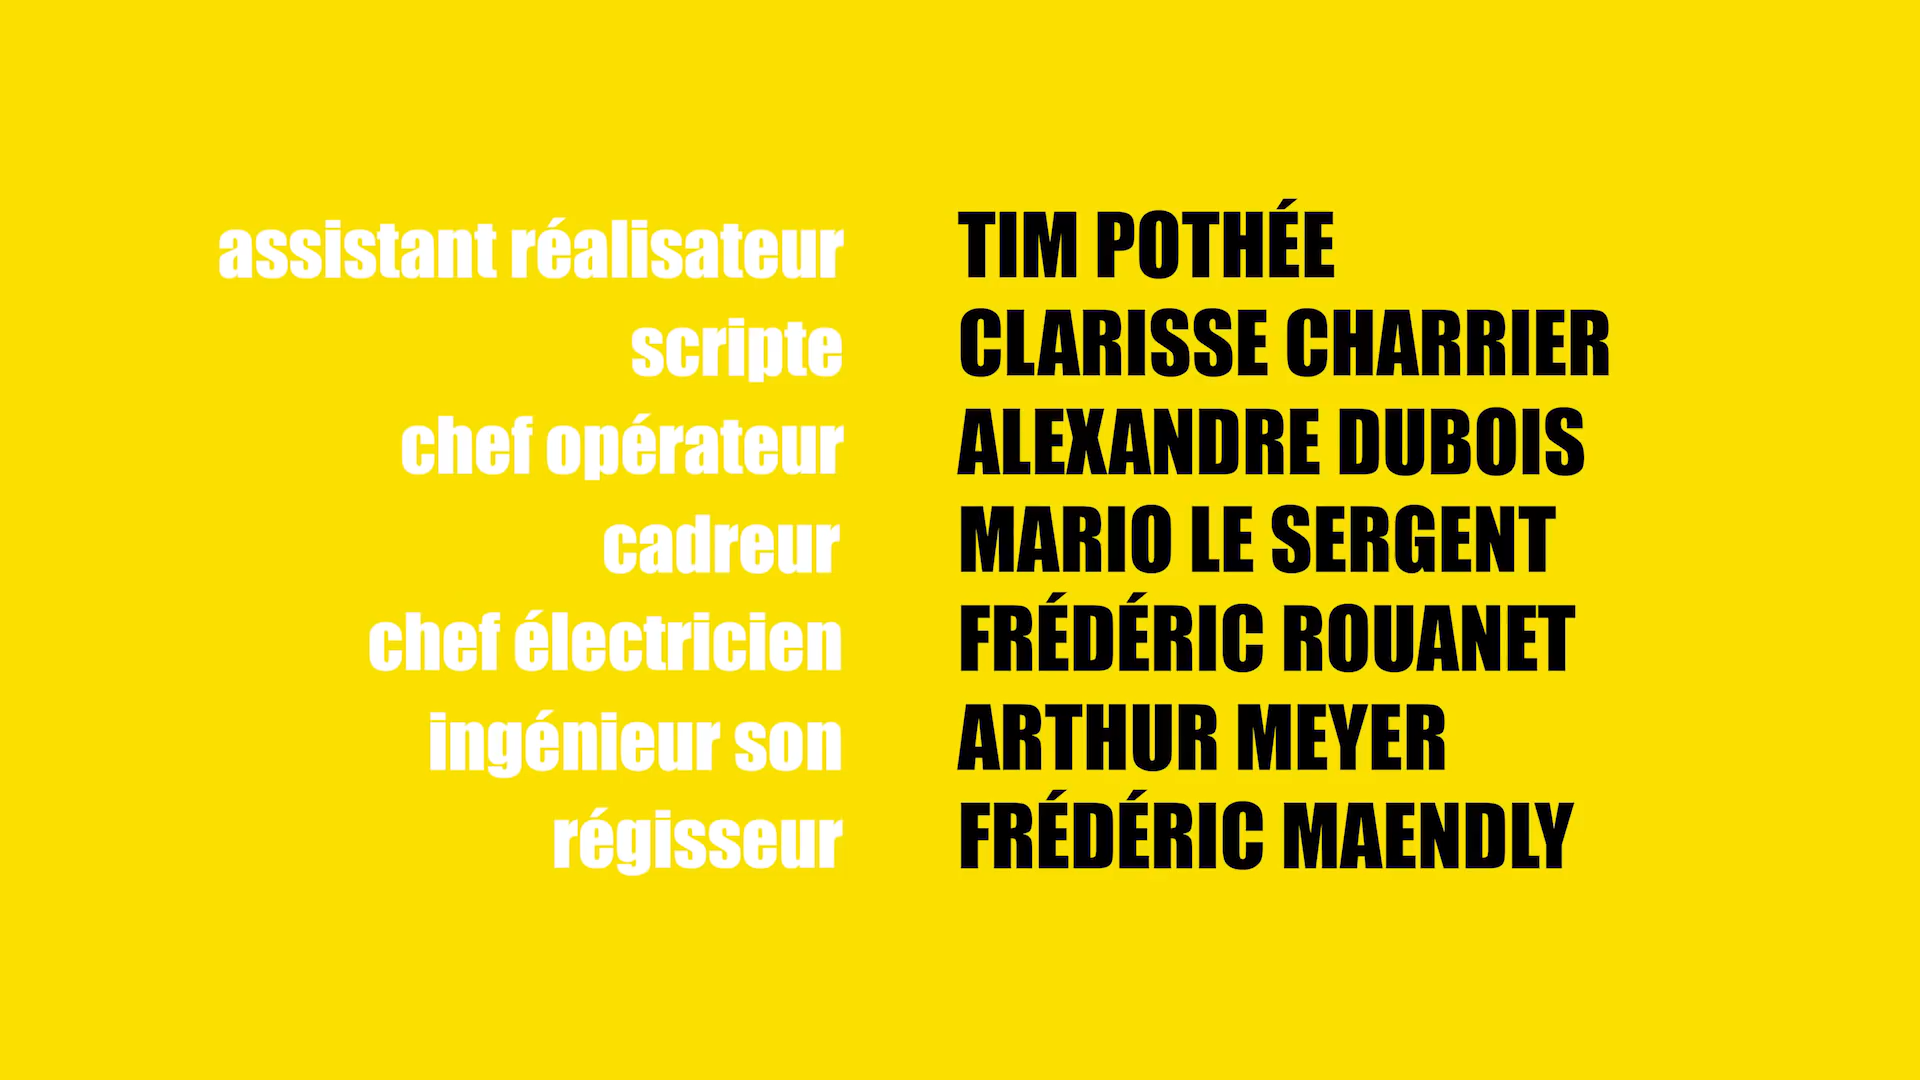 assistant réalisateur TIM POTHÉE
scripte CLARISSE CHARRIER
chef opérateur ALEXANDRE DUBOIS
cadreur MARIO LE SERGENT
chef électricien FRÉDÉRIC ROUANET
ingénieur son ARTHUR MEYER
régisseur FRÉDÉRIC MAENDLY